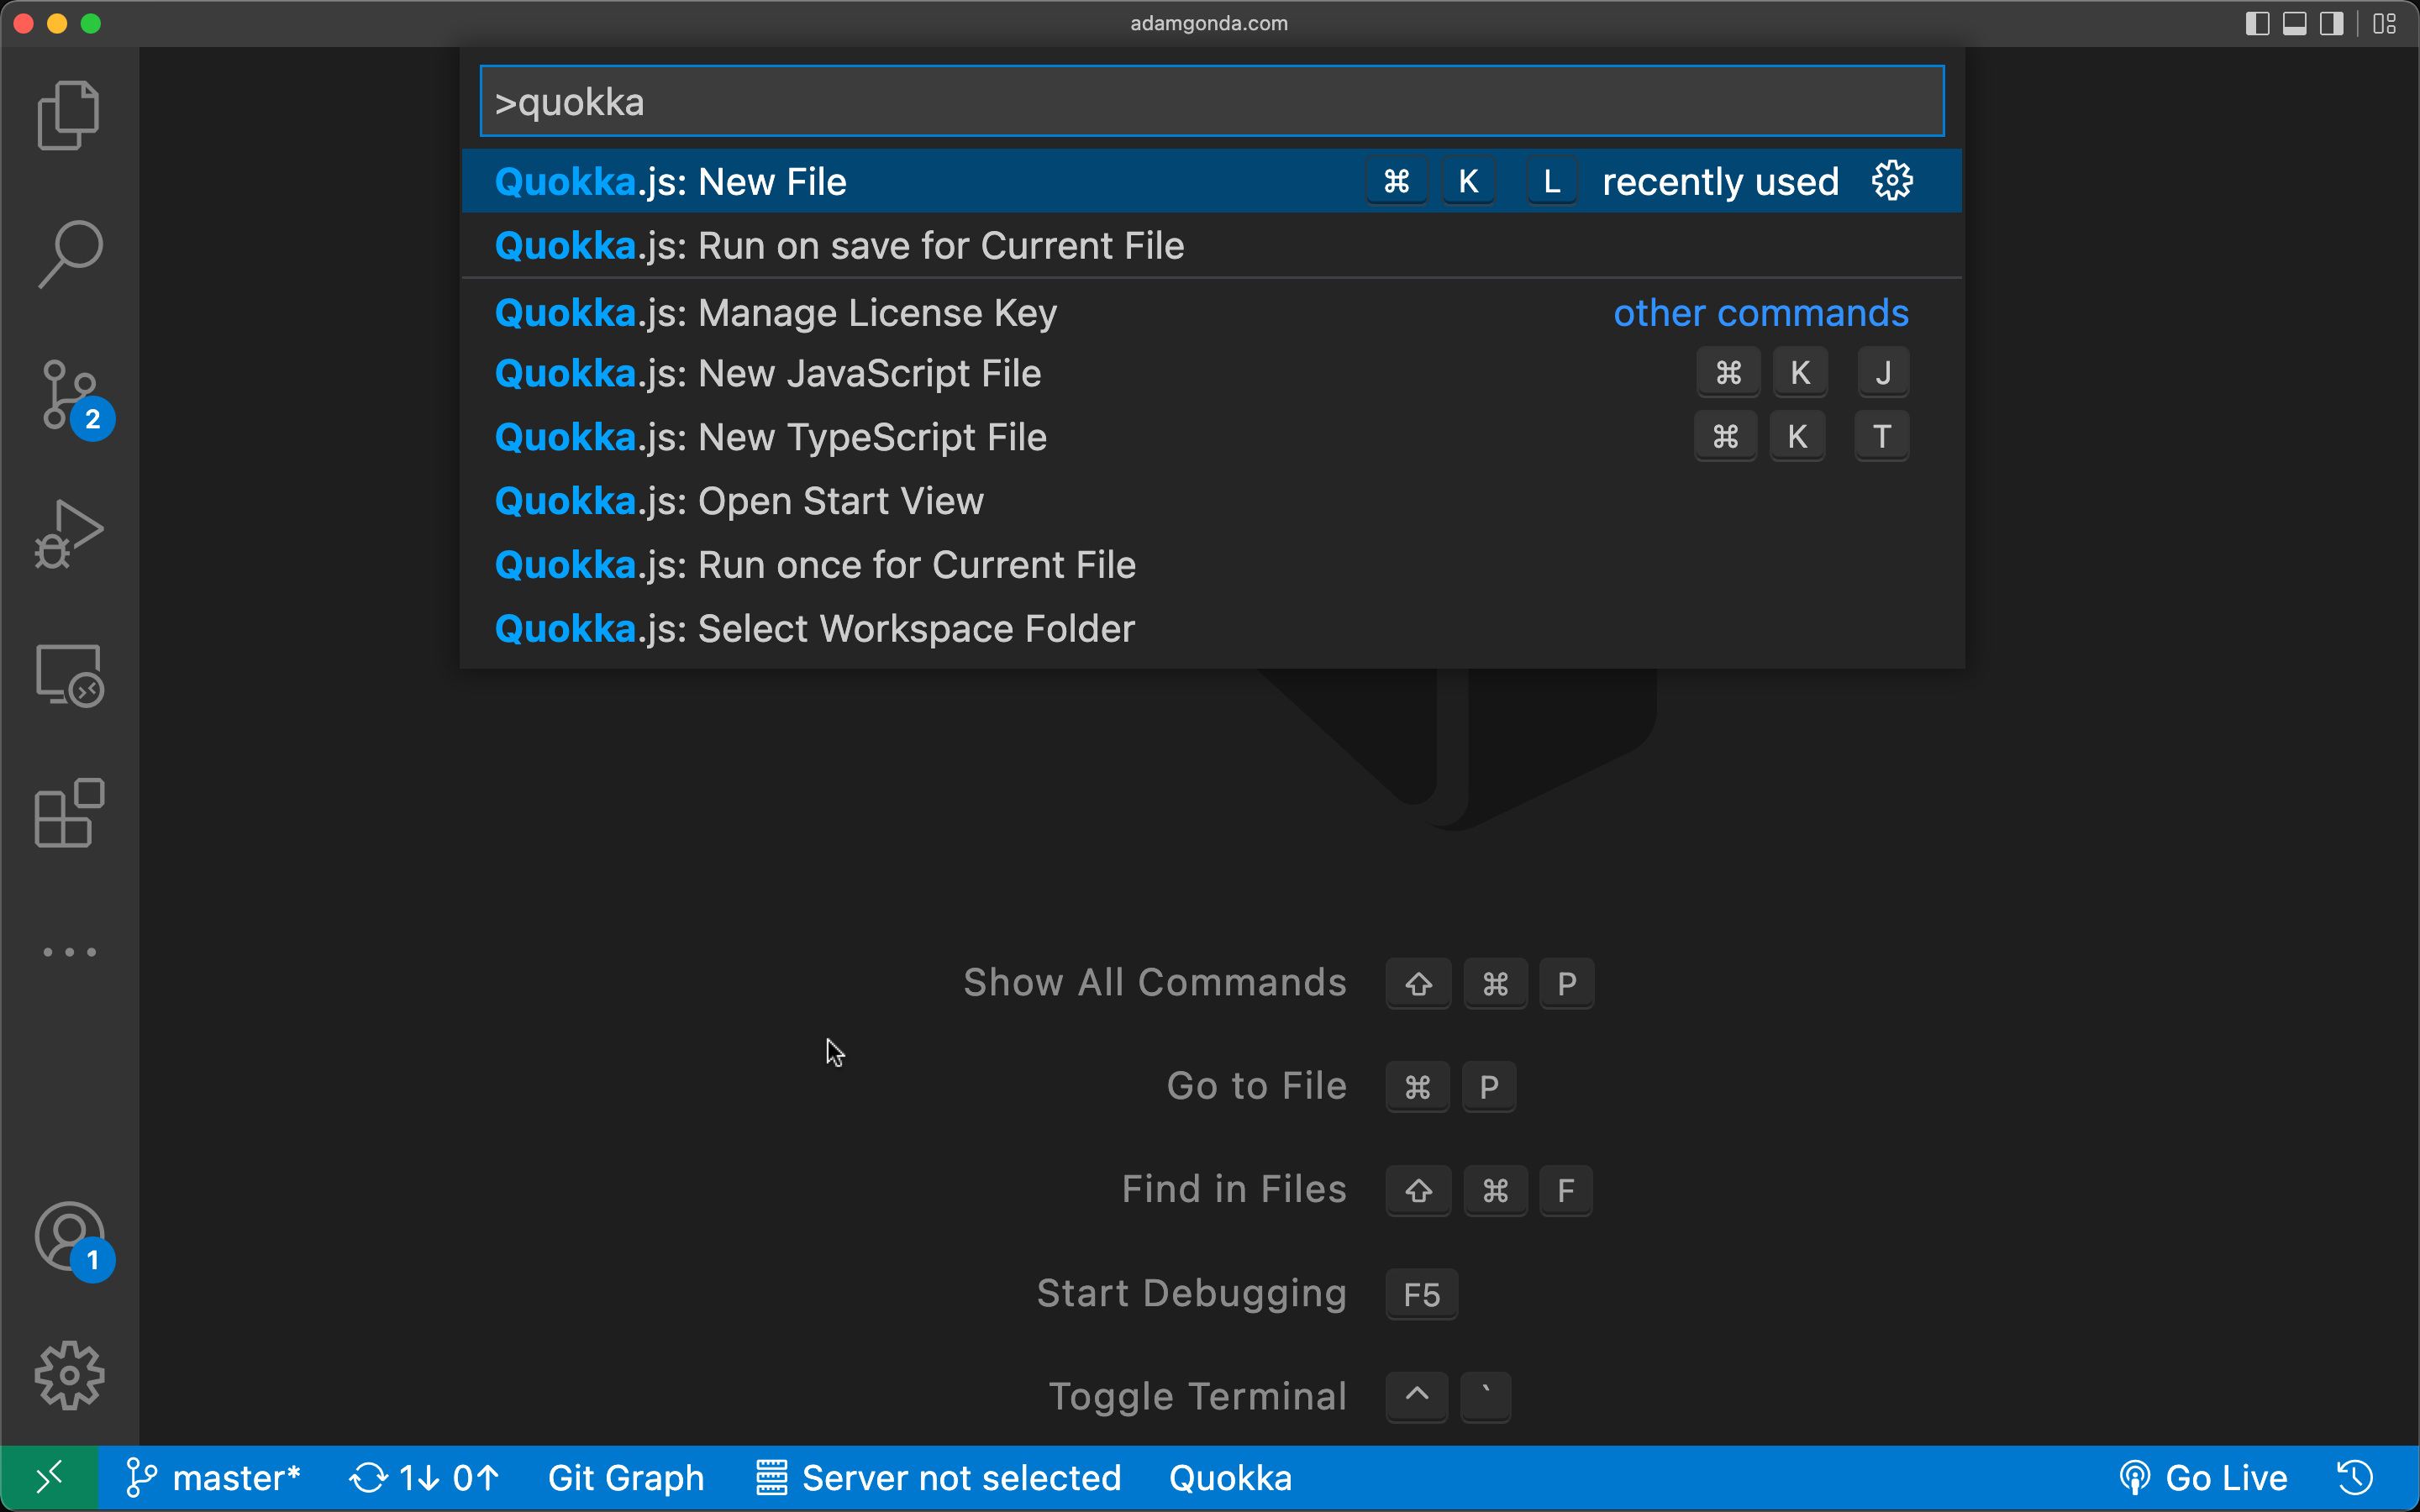 adamgonda.com
>quokka
Quokka.js: New File ⌘ K L recently used
Quokka.js: Run on save for Current File
Quokka.js: Manage License Key other commands
Quokka.js: New JavaScript File ⌘ K J
Quokka.js: New TypeScript File ⌘ K T
Quokka.js: Open Start View
Quokka.js: Run once for Current File
Quokka.js: Select Workspace Folder
2
Show All Commands ⇧ ⌘ P
Go to File ⌘ P
Find in Files ⇧ ⌘ F
1
Start Debugging F5
Toggle Terminal ^ `
master* 1↓ 0↑ Git Graph Server not selected Quokka Go Live